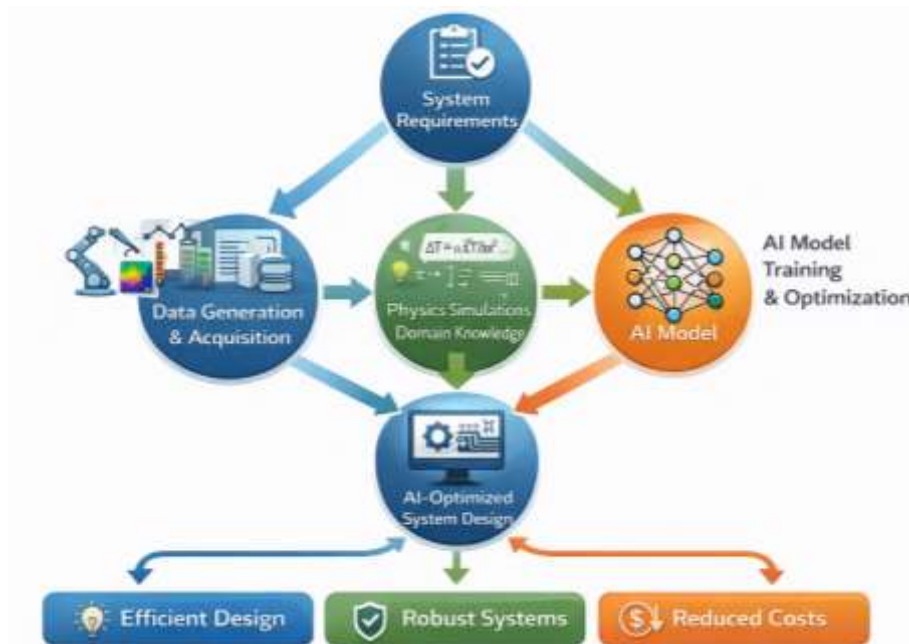 System
Requirements
Data Generation
& Acquisition
Physics Simulations
Domain Knowledge
AI Model
AI Model
Training
& Optimization
AI-Optimized
System Design
Efficient Design
Robust Systems
$
Reduced Costs